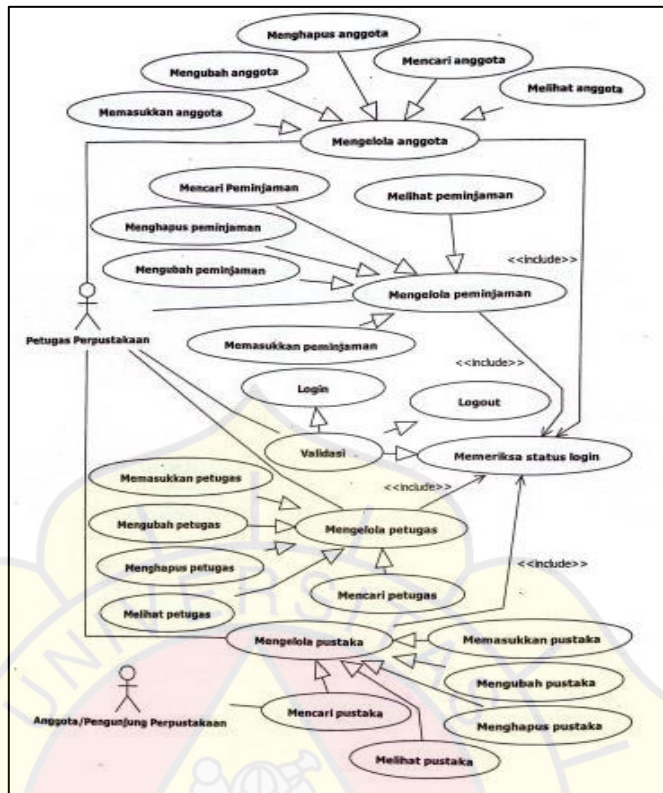 Menghapus anggota
Mengubah anggota
Mencari anggota
Melihat anggota
Memasukkan anggota
Mengelola anggota
Mencari Peminjaman
Melihat peminjaman
Menghapus peminjaman
<<include>>
Mengubah peminjaman
Mengelola peminjaman
Petugas Perpustakaan
Memasukkan peminjaman
<<include>>
Login
Logout
Validasi
Memeriksa status login
Memasukkan petugas
<<include>>
Mengubah petugas
Mengelola petugas
Menghapus petugas
<<include>>
Melihat petugas
Mencari petugas
Mengelola pustaka
Memasukkan pustaka
Mengubah pustaka
Anggota/Pengunjung Perpustakaan
Mencari pustaka
Menghapus pustaka
Melihat pustaka
UNIVERSITAS